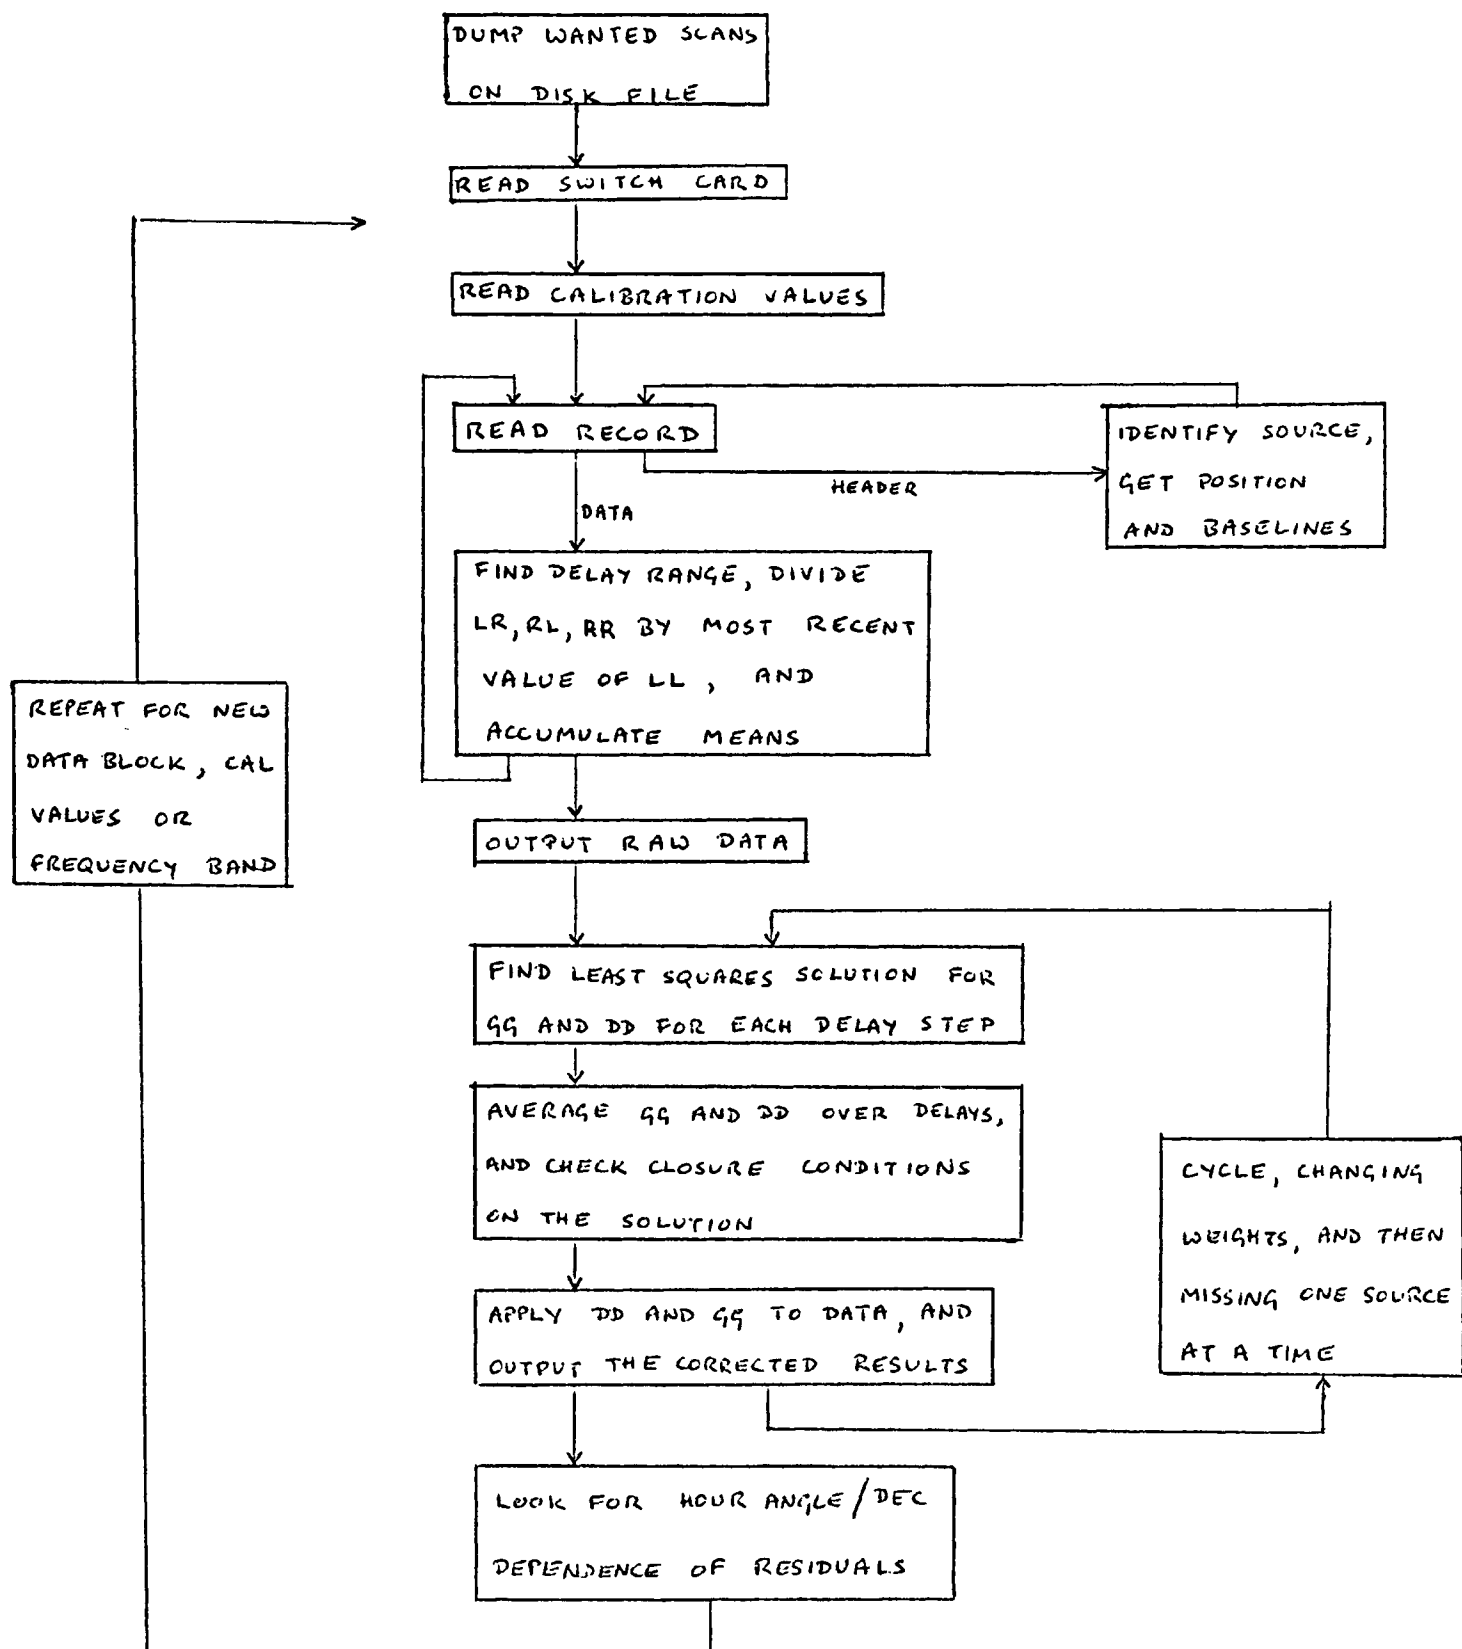 DUMP WANTED SCANS
ON DISK FILE
READ SWITCH CARD
READ CALIBRATION VALUES
READ RECORD
HEADER
IDENTIFY SOURCE,
GET POSITION
AND BASELINES
DATA
FIND DELAY RANGE, DIVIDE
LR, RL, RR BY MOST RECENT
VALUE OF LL, AND
ACCUMULATE MEANS
REPEAT FOR NEW
DATA BLOCK, CAL
VALUES OR
FREQUENCY BAND
OUTPUT RAW DATA
FIND LEAST SQUARES SOLUTION FOR
GG AND DD FOR EACH DELAY STEP
AVERAGE GG AND DD OVER DELAYS,
AND CHECK CLOSURE CONDITIONS
ON THE SOLUTION
CYCLE, CHANGING
WEIGHTS, AND THEN
MISSING ONE SOURCE
AT A TIME
APPLY DD AND GG TO DATA, AND
OUTPUT THE CORRECTED RESULTS
LOOK FOR HOUR ANGLE/DEC
DEPENDENCE OF RESIDUALS